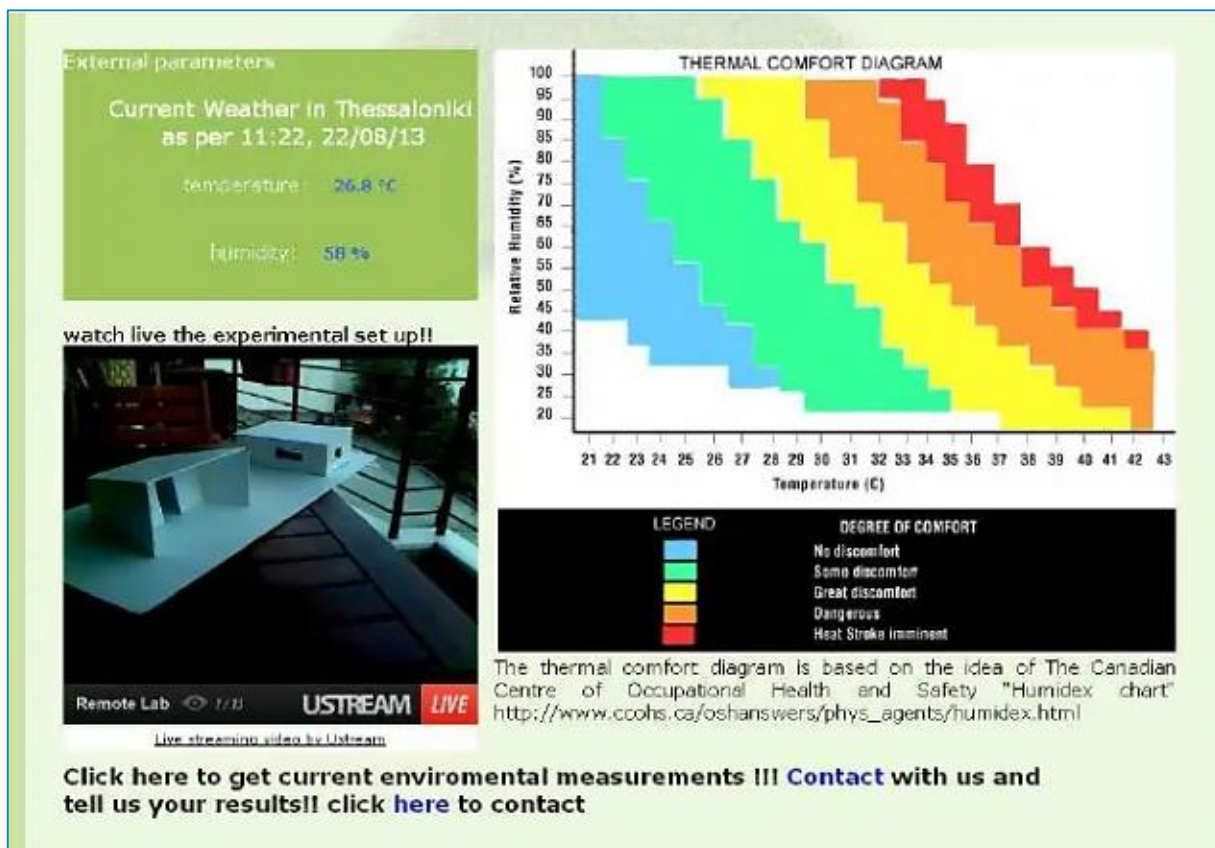 External parameters
Current Weather in Thessaloniki
as per 11:22, 22/08/13
temperature: 26.8 °C
humidity: 58 %
watch live the experimental set up!!
Remote Lab
USTREAM LIVE
Live streaming video by Ustream
THERMAL COMFORT DIAGRAM
Relative Humidity (%)
100
95
90
85
80
75
70
60
55
50
45
40
35
30
25
20
21 22 23 24 25 26 27 28 29 30 31 32 33 34 35 36 37 38 39 40 41 42 43
Temperature (C)
LEGEND DEGREE OF COMFORT
No discomfort
Some discomfort
Great discomfort
Dangerous
Heat Stroke imminent
The thermal comfort diagram is based on the idea of The Canadian
Centre of Occupational Health and Safety "Humidex chart"
http://www.ccohs.ca/oshanswers/phys_agents/humidex.html
Click here to get current enviromental measurements !!! Contact with us and
tell us your results!! click here to contact